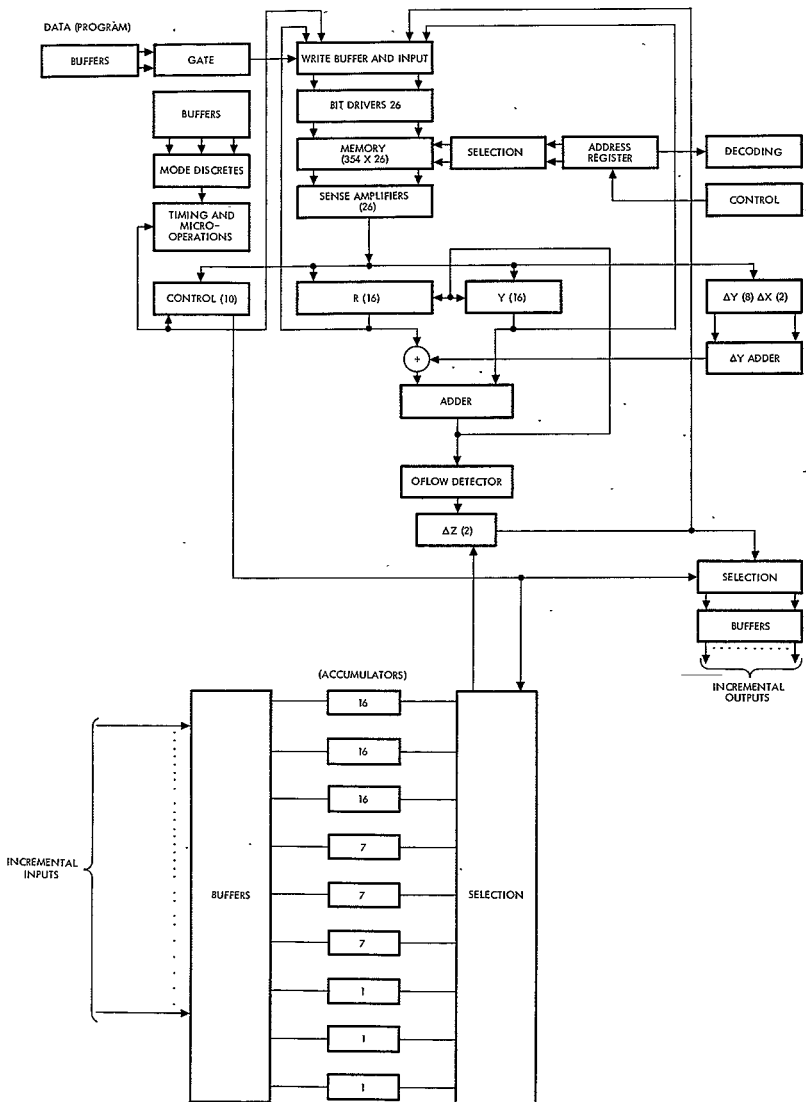 DATA (PROGRAM)
BUFFERS
GATE
WRITE BUFFER AND INPUT
BUFFERS
BIT DRIVERS 26
MODE DISCRETES
MEMORY
(354 X 26)
SELECTION
ADDRESS
REGISTER
DECODING
TIMING AND
MICRO-
OPERATIONS
SENSE AMPLIFIERS
(26)
CONTROL
CONTROL (10)
R (16)
Y (16)
ΔY (8) ΔX (2)
+
ΔY ADDER
ADDER
OFLOW DETECTOR
ΔZ (2)
SELECTION
BUFFERS
INCREMENTAL
OUTPUTS
(ACCUMULATORS)
16
16
16
7
INCREMENTAL
INPUTS
BUFFERS
7
SELECTION
7
1
1
1